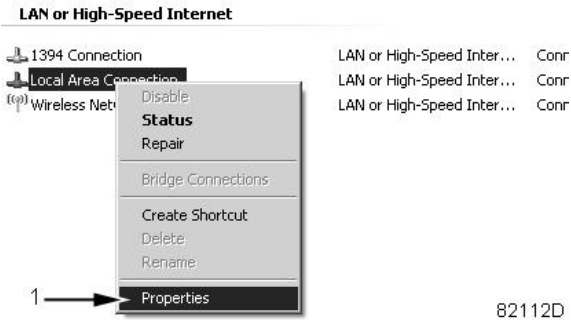 LAN or High-Speed Internet
1394 Connection LAN or High-Speed Inter... Conn
Local Area Connection LAN or High-Speed Inter... Conn
Wireless Net LAN or High-Speed Inter... Conn
Disable
Status
Repair
Bridge Connections
Create Shortcut
Delete
Rename
1 Properties
82112D